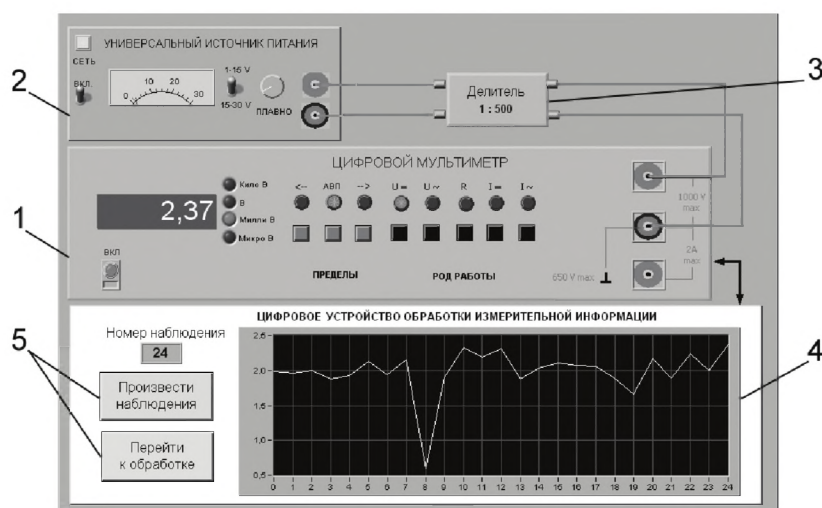 УНИВЕРСАЛЬНЫЙ ИСТОЧНИК ПИТАНИЯ
СЕТЬ
ВКЛ.
0 10 20 30
1-15 V
15-30 V
ПЛАВНО
Делитель
1 : 500
2
3
ЦИФРОВОЙ МУЛЬТИМЕТР
2,37
Кило В
В
Милли В
Микро В
<-- АВП --> U = U ~ R I = I ~
ПРЕДЕЛЫ
РОД РАБОТЫ
ВКЛ
1000 V
max
2A
max
650 V max
1
ЦИФРОВОЕ УСТРОЙСТВО ОБРАБОТКИ ИЗМЕРИТЕЛЬНОЙ ИНФОРМАЦИИ
Номер наблюдения
24
Произвести
наблюдения
Перейти
к обработке
5
4
2,5
2,0
1,5
1,0
0,5
0 1 2 3 4 5 6 7 8 9 10 11 12 13 14 15 16 17 18 19 20 21 22 23 24